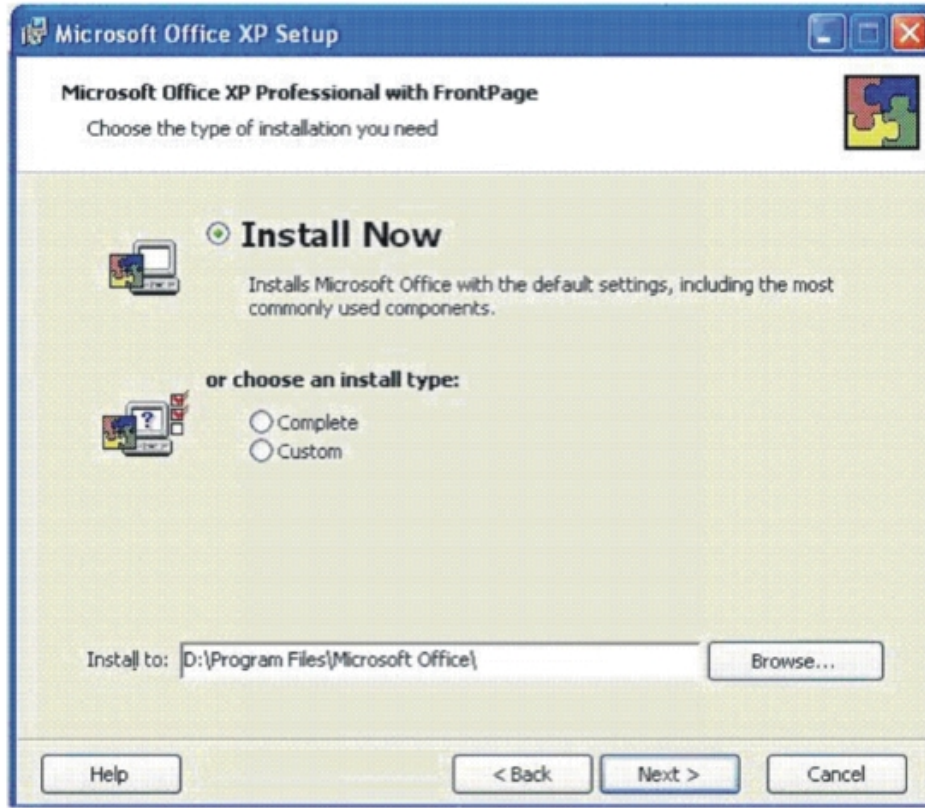 Microsoft Office XP Setup
Microsoft Office XP Professional with FrontPage
Choose the type of installation you need
Install Now
Installs Microsoft Office with the default settings, including the most
commonly used components.
or choose an install type:
?
Complete
Custom
Install to: D:\Program Files\Microsoft Office\ Browse...
Help < Back Next > Cancel